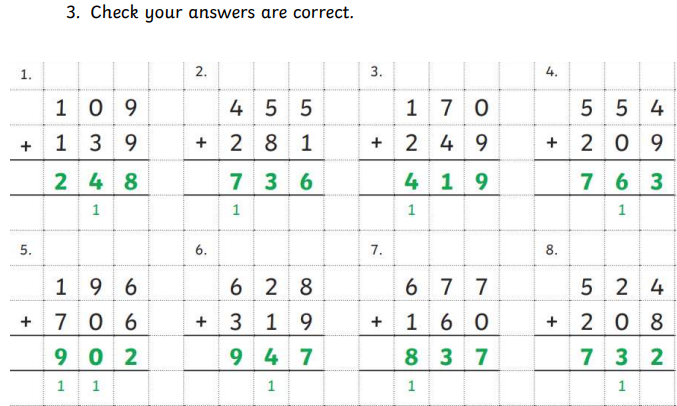 3. Check your answers are correct.
1. 2. 3. 4.
1 0 9 4 5 5 1 7 0 5 5 4
+ 1 3 9 + 2 8 1 + 2 4 9 + 2 0 9
2 4 8 7 3 6 4 1 9 7 6 3
1 1 1 1
5. 6. 7. 8.
1 9 6 6 2 8 6 7 7 5 2 4
+ 7 0 6 + 3 1 9 + 1 6 0 + 2 0 8
9 0 2 9 4 7 8 3 7 7 3 2
1 1 1 1 1